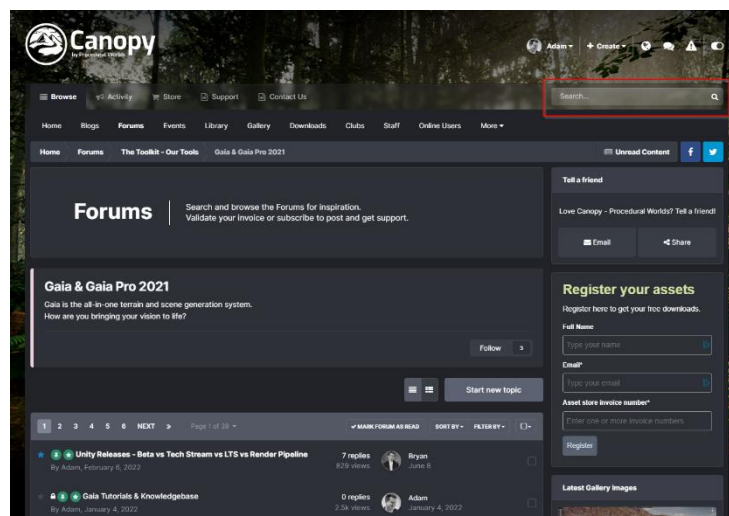 Canopy
by Procedural Worlds
Adam
+ Create
Browse Activity Store Support Contact Us
Search...
Home Blogs Forums Events Library Gallery Downloads Clubs Staff Online Users More
Home Forums The Toolkit - Our Tools Gaia & Gaia Pro 2021
Unread Content
Tell a friend
Love Canopy - Procedural Worlds? Tell a friend!
Email Share
Forums
Search and browse the Forums for inspiration.
Validate your invoice or subscribe to post and get support.
Gaia & Gaia Pro 2021
Gaia is the all-in-one terrain and scene generation system.
How are you bringing your vision to life?
Follow 3
Start new topic
Register your assets
Register here to get your free downloads.
Full Name
Type your name
Email*
Type your email
Asset store invoice number*
Enter one or more invoice numbers
Register
1 2 3 4 5 6 NEXT Page 1 of 39
MARK FORUM AS READ SORT BY FILTER BY
Unity Releases - Beta vs Tech Stream vs LTS vs Render Pipeline
By Adam, February 6, 2022
7 replies
829 views
Bryan
June 8
Gaia Tutorials & Knowledgebase
By Adam, January 4, 2022
0 replies
2.5k views
Adam
January 4, 2022
Latest Gallery Images